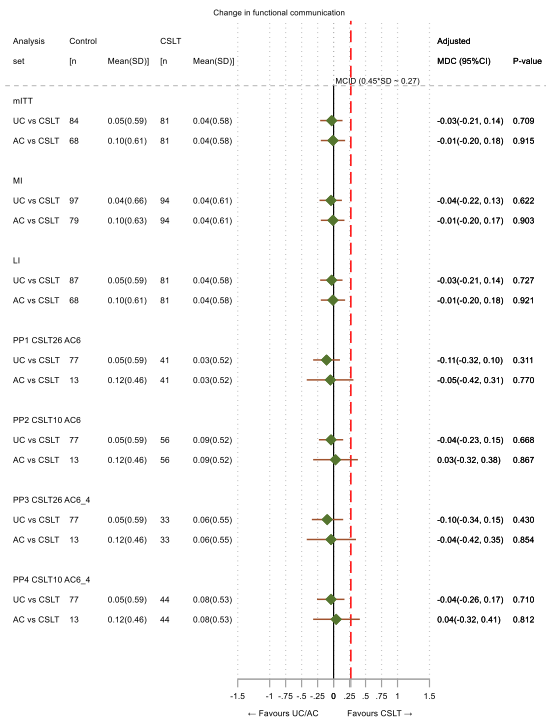 Change in functional communication
Analysis Control CSLT Adjusted
set [n Mean(SD)] [n Mean(SD)] MDC (95%CI) P-value
MCID (0.45*SD ~ 0.27)
mITT
UC vs CSLT 84 0.05(0.59) 81 0.04(0.58) -0.03(-0.21, 0.14) 0.709
AC vs CSLT 68 0.10(0.61) 81 0.04(0.58) -0.01(-0.20, 0.18) 0.915
MI
UC vs CSLT 97 0.04(0.66) 94 0.04(0.61) -0.04(-0.22, 0.13) 0.622
AC vs CSLT 79 0.10(0.63) 94 0.04(0.61) -0.01(-0.20, 0.17) 0.903
LI
UC vs CSLT 87 0.05(0.59) 81 0.04(0.58) -0.03(-0.21, 0.14) 0.727
AC vs CSLT 68 0.10(0.61) 81 0.04(0.58) -0.01(-0.20, 0.18) 0.921
PP1 CSLT26 AC6
UC vs CSLT 77 0.05(0.59) 41 0.03(0.52) -0.11(-0.32, 0.10) 0.311
AC vs CSLT 13 0.12(0.46) 41 0.03(0.52) -0.05(-0.42, 0.31) 0.770
PP2 CSLT10 AC6
UC vs CSLT 77 0.05(0.59) 56 0.09(0.52) -0.04(-0.23, 0.15) 0.668
AC vs CSLT 13 0.12(0.46) 56 0.09(0.52) 0.03(-0.32, 0.38) 0.867
PP3 CSLT26 AC6_4
UC vs CSLT 77 0.05(0.59) 33 0.06(0.55) -0.10(-0.34, 0.15) 0.430
AC vs CSLT 13 0.12(0.46) 33 0.06(0.55) -0.04(-0.42, 0.35) 0.854
PP4 CSLT10 AC6_4
UC vs CSLT 77 0.05(0.59) 44 0.08(0.53) -0.04(-0.26, 0.17) 0.710
AC vs CSLT 13 0.12(0.46) 44 0.08(0.53) 0.04(-0.32, 0.41) 0.812
-1.5 -1 -.75 -.5 -.25 0 .25 .5 .75 1 1.5
← Favours UC/AC Favours CSLT →